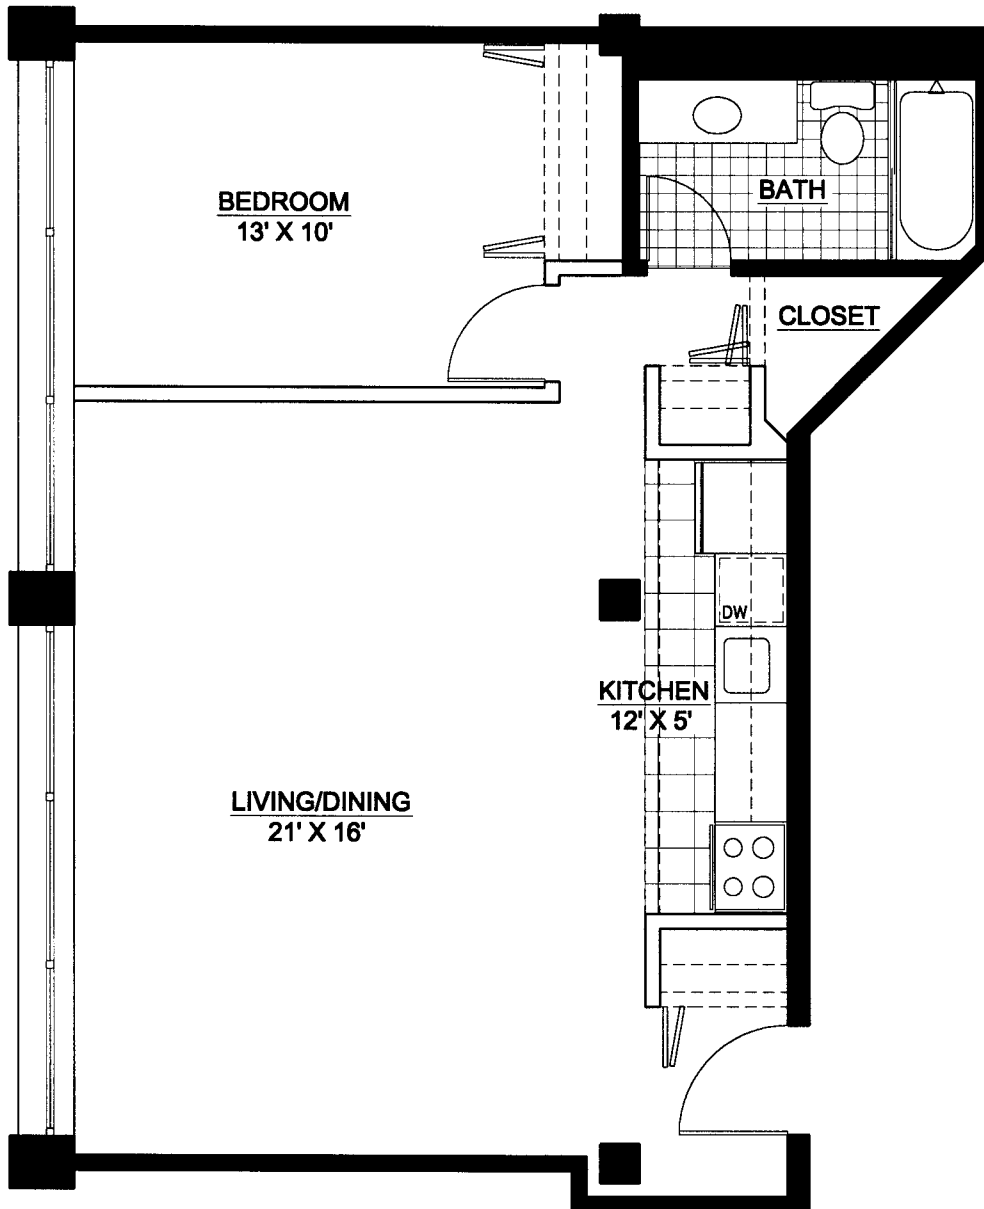 BEDROOM
13' X 10'
BATH
CLOSET
DW
KITCHEN
12' X 5'
LIVING/DINING
21' X 16'